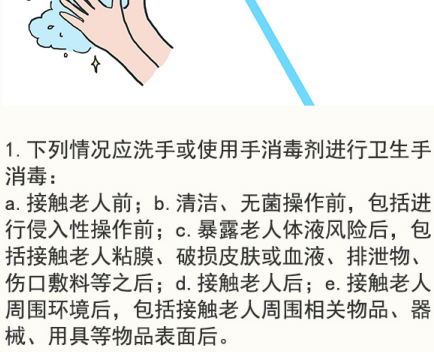 1. 下列情况应洗手或使用手消毒剂进行卫生手
消毒：
a. 接触老人前；b. 清洁、无菌操作前，包括进
行侵入性操作前；c. 暴露老人体液风险后，包
括接触老人粘膜、破损皮肤或血液、排泄物、
伤口敷料等之后；d. 接触老人后；e. 接触老人
周围环境后，包括接触老人周围相关物品、器
械、用具等物品表面后。